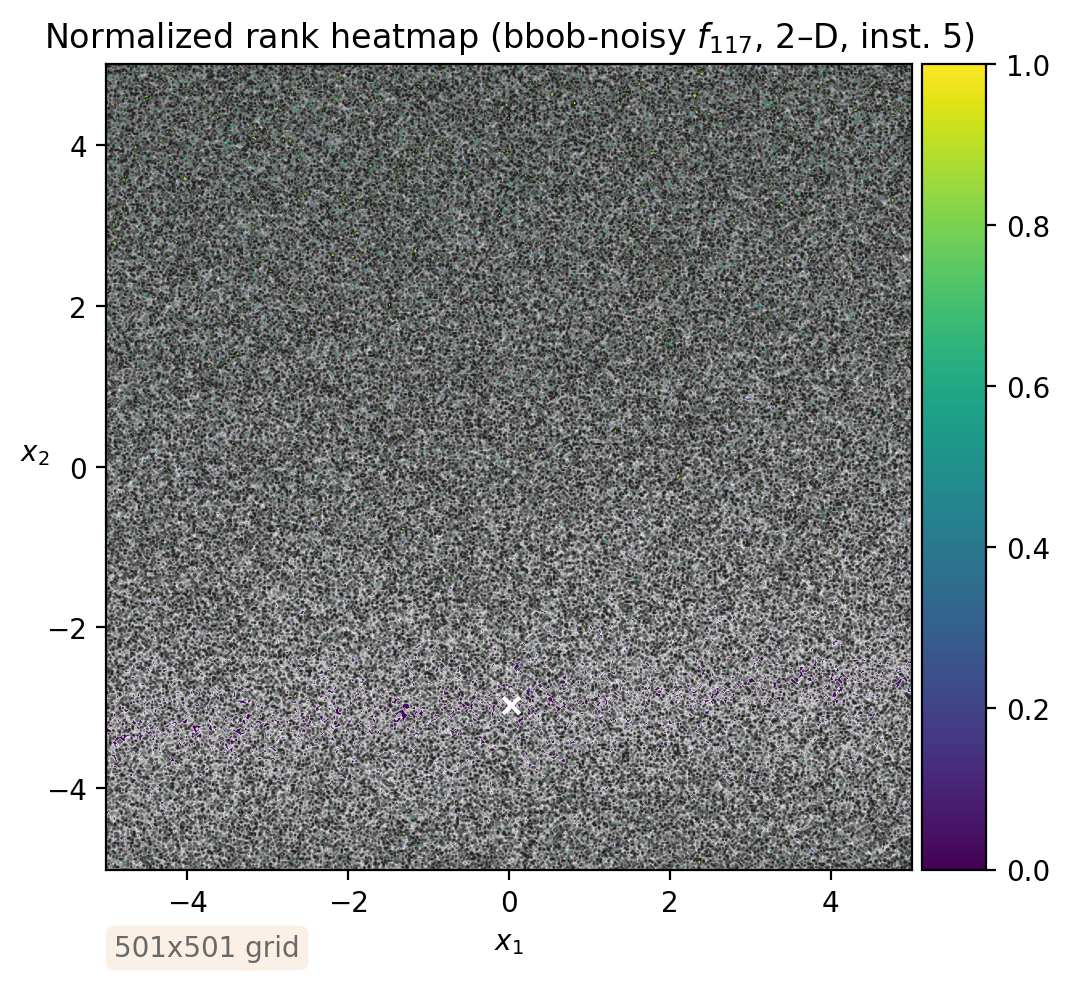 Normalized rank heatmap (bbob-noisy f₁₁₇, 2–D, inst. 5)
1.0
0.8
0.6
0.4
0.2
0.0
4
2
0
−2
−4
x₂
−4 −2 0 2 4
x₁
501x501 grid